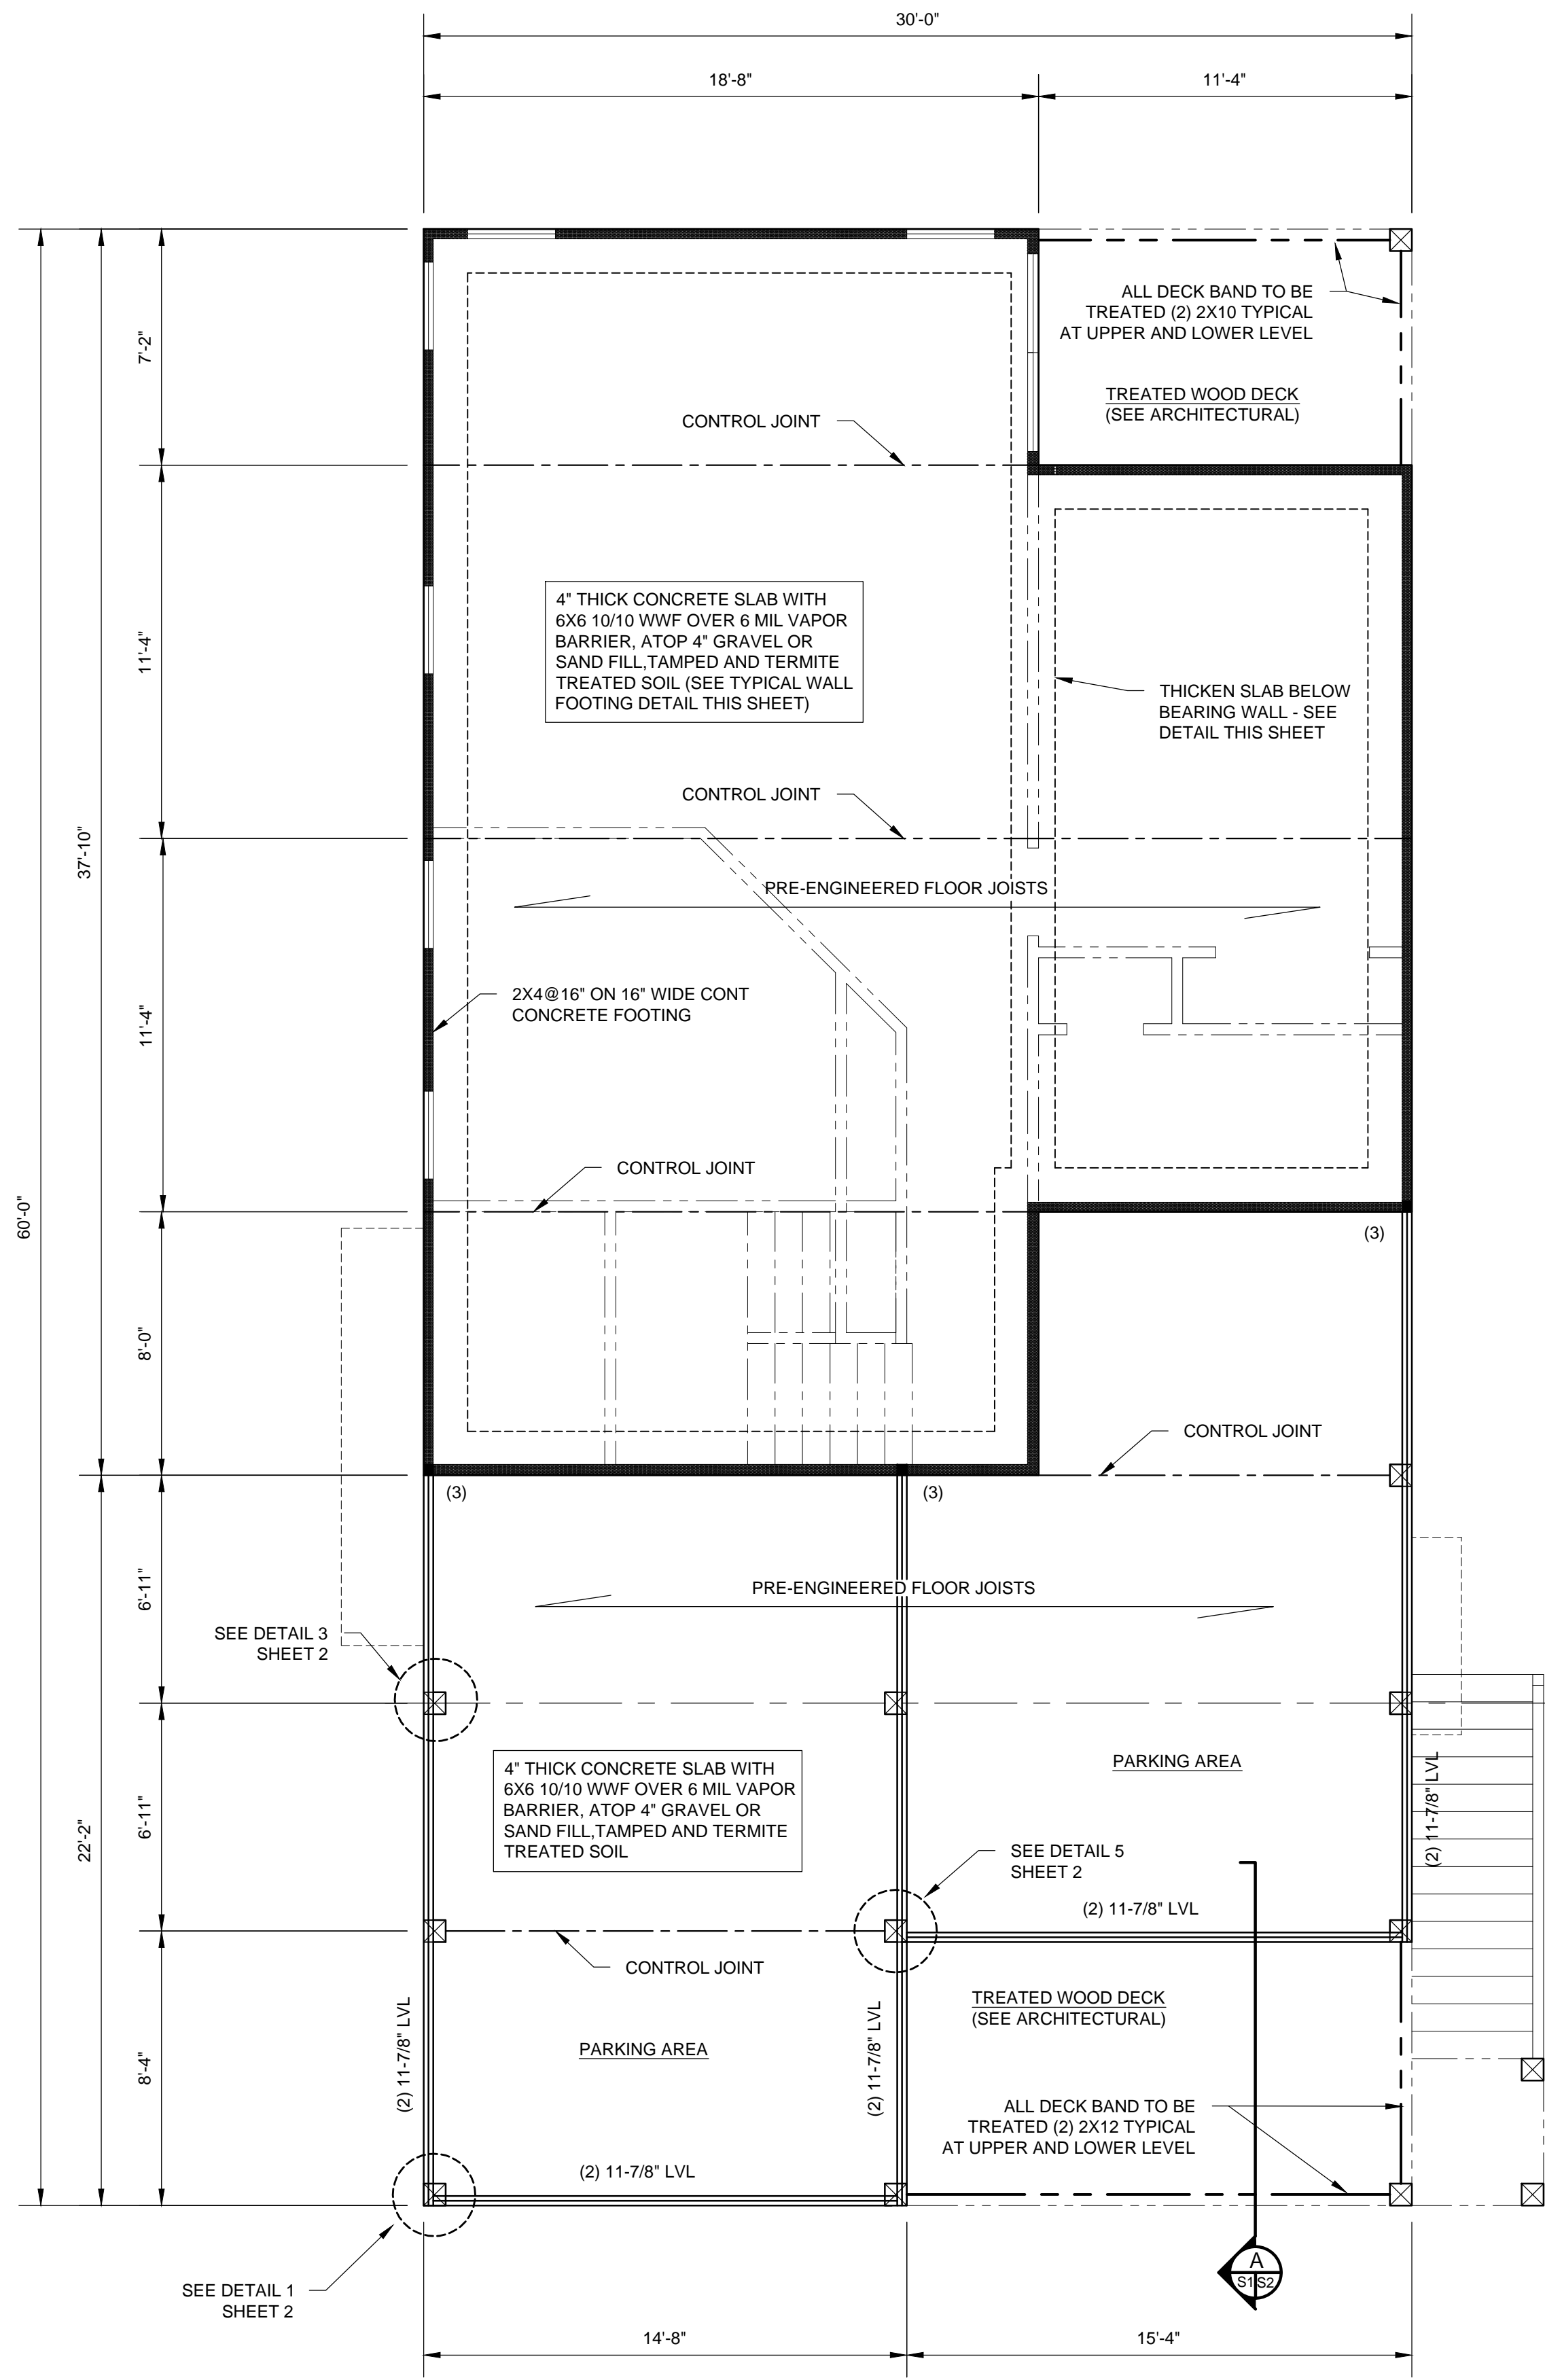 30'-0"
18'-8"
11'-4"
ALL DECK BAND TO BE
TREATED (2) 2X10 TYPICAL
AT UPPER AND LOWER LEVEL
TREATED WOOD DECK
(SEE ARCHITECTURAL)
7'-2"
CONTROL JOINT
11'-4"
4" THICK CONCRETE SLAB WITH
6X6 10/10 WWF OVER 6 MIL VAPOR
BARRIER, ATOP 4" GRAVEL OR
SAND FILL,TAMPED AND TERMITE
TREATED SOIL (SEE TYPICAL WALL
FOOTING DETAIL THIS SHEET)
THICKEN SLAB BELOW
BEARING WALL - SEE
DETAIL THIS SHEET
CONTROL JOINT
37'-10"
PRE-ENGINEERED FLOOR JOISTS
11'-4"
2X4@16" ON 16" WIDE CONT
CONCRETE FOOTING
CONTROL JOINT
60'-0"
(3)
8'-0"
CONTROL JOINT
(3)
(3)
6'-11"
PRE-ENGINEERED FLOOR JOISTS
SEE DETAIL 3
SHEET 2
PARKING AREA
4" THICK CONCRETE SLAB WITH
6X6 10/10 WWF OVER 6 MIL VAPOR
BARRIER, ATOP 4" GRAVEL OR
SAND FILL,TAMPED AND TERMITE
TREATED SOIL
(2) 11-7/8" LVL
6'-11"
22'-2"
SEE DETAIL 5
SHEET 2
(2) 11-7/8" LVL
CONTROL JOINT
TREATED WOOD DECK
(SEE ARCHITECTURAL)
PARKING AREA
8'-4"
(2) 11-7/8" LVL
(2) 11-7/8" LVL
ALL DECK BAND TO BE
TREATED (2) 2X12 TYPICAL
AT UPPER AND LOWER LEVEL
(2) 11-7/8" LVL
A
S1 S2
SEE DETAIL 1
SHEET 2
14'-8"
15'-4"